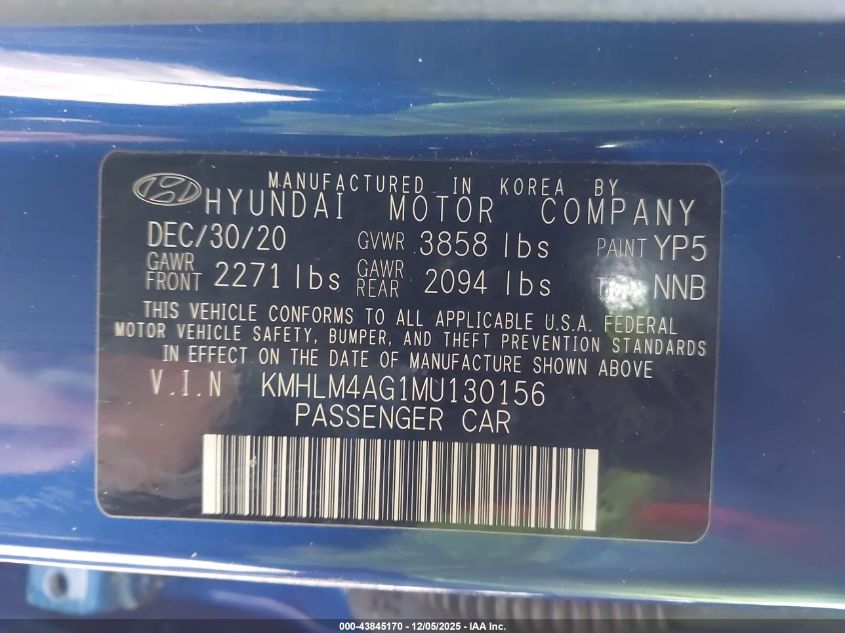 MANUFACTURED IN KOREA BY
HYUNDAI MOTOR COMPANY
DEC/30/20 GVWR 3858 lbs PAINT YP5
GAWR FRONT 2271 lbs GAWR REAR 2094 lbs TRIM NNB
THIS VEHICLE CONFORMS TO ALL APPLICABLE U.S.A. FEDERAL
MOTOR VEHICLE SAFETY, BUMPER, AND THEFT PREVENTION STANDARDS
IN EFFECT ON THE DATE OF MANUFACTURE SHOWN ABOVE
V.I.N KMHLM4AG1MU130156
PASSENGER CAR
000-43845170 - 12/05/2025 - IAA Inc.